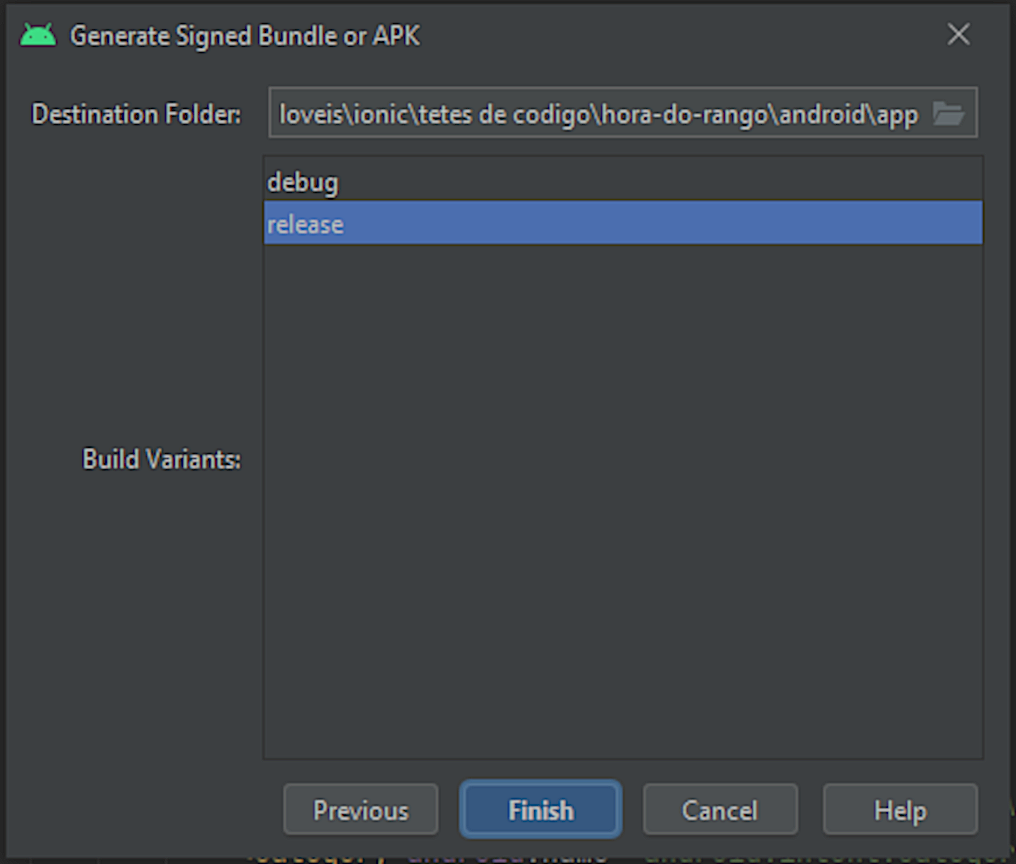 Generate Signed Bundle or APK
Destination Folder: loveis\ionic\tetes de codigo\hora-do-rango\android\app
debug
release
Build Variants:
Previous Finish Cancel Help